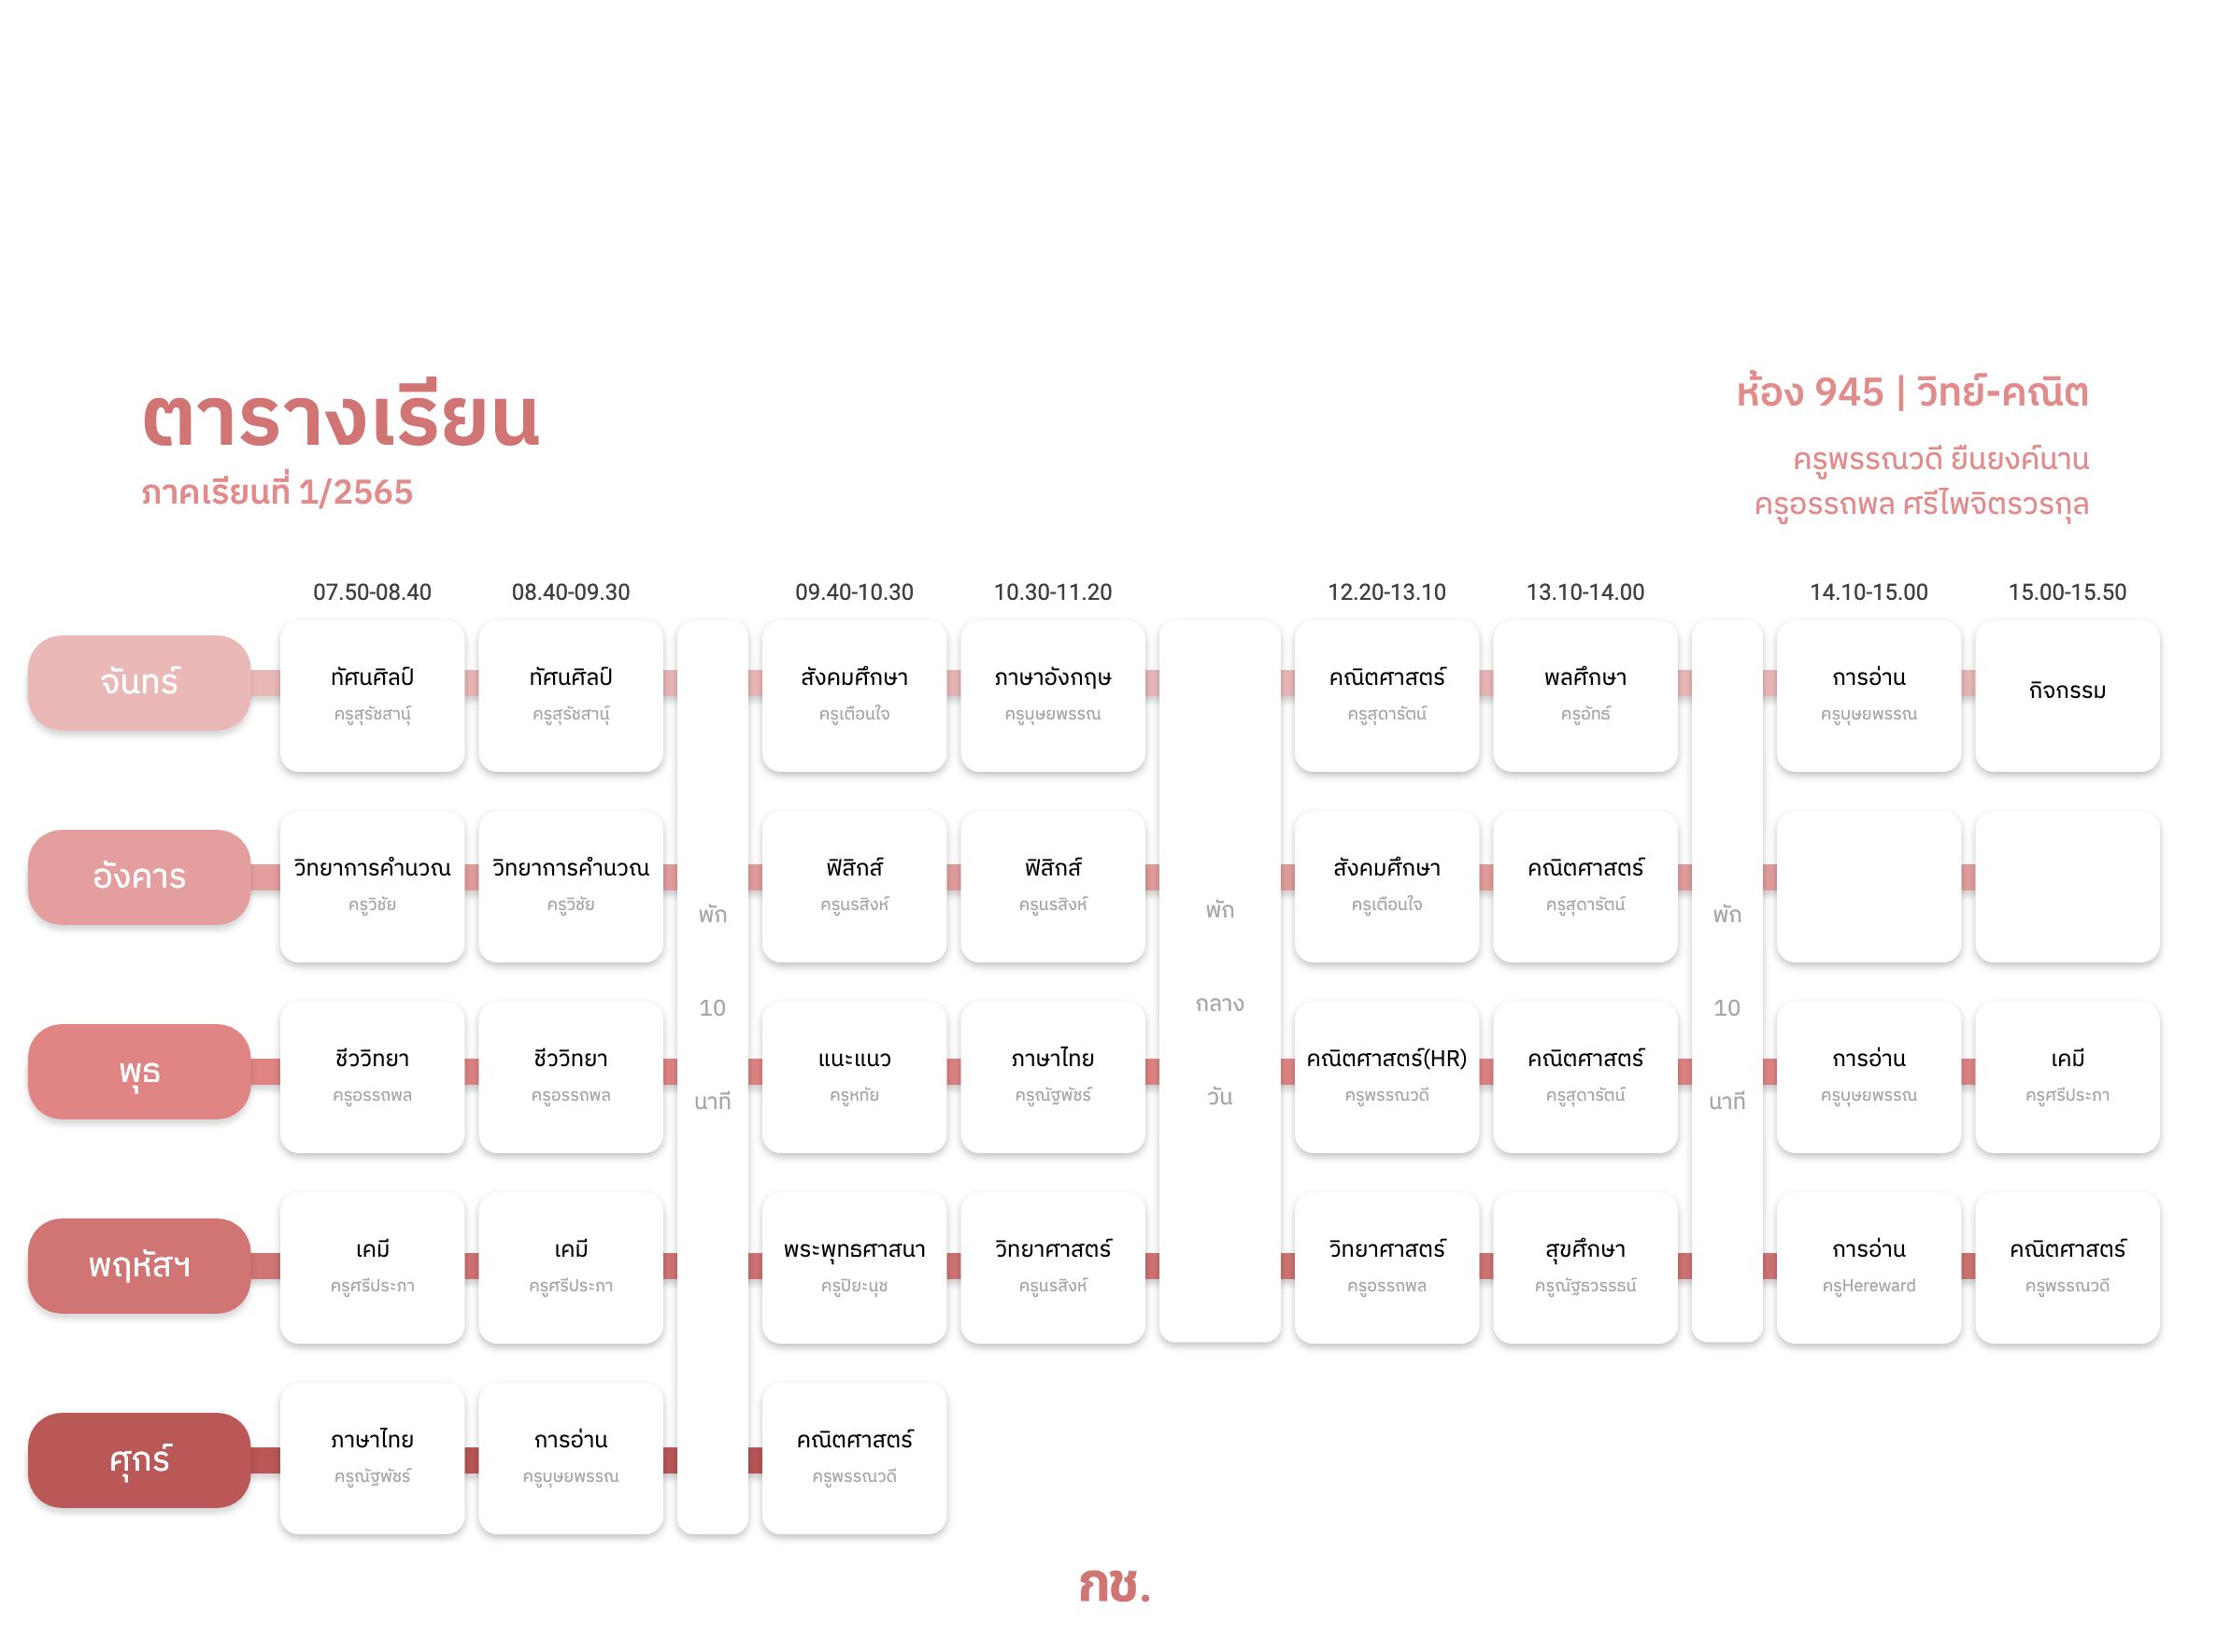 ตารางเรียน
ภาคเรียนที่ 1/2565
ห้อง 945 | วิทย์-คณิต
ครูพรรณวดี ยืนยงค์นาน
ครูอรรถพล ศรีไพจิตรวรกุล
07.50-08.40 08.40-09.30 09.40-10.30 10.30-11.20 12.20-13.10 13.10-14.00 14.10-15.00 15.00-15.50
จันทร์
ทัศนศิลป์ ทัศนศิลป์ สังคมศึกษา ภาษาอังกฤษ คณิตศาสตร์ พลศึกษา การอ่าน กิจกรรม
ครูสุรัชสานุ์ ครูสุรัชสานุ์ ครูเตือนใจ ครูบุษยพรรณ ครูสุดารัตน์ ครูอัทธ์ ครูบุษยพรรณ
อังคาร
วิทยาการคำนวณ วิทยาการคำนวณ ฟิสิกส์ ฟิสิกส์ สังคมศึกษา คณิตศาสตร์
ครูวิชัย ครูวิชัย ครูนรสิงห์ ครูนรสิงห์ ครูเตือนใจ ครูสุดารัตน์
พัก
10
นาที
พัก
กลาง
วัน
พัก
10
นาที
พุธ
ชีววิทยา ชีววิทยา แนะแนว ภาษาไทย คณิตศาสตร์(HR) คณิตศาสตร์ การอ่าน เคมี
ครูอรรถพล ครูอรรถพล ครูหทัย ครูณัฐพัชร์ ครูพรรณวดี ครูสุดารัตน์ ครูบุษยพรรณ ครูศรีประภา
พฤหัสฯ
เคมี เคมี พระพุทธศาสนา วิทยาศาสตร์ วิทยาศาสตร์ สุขศึกษา การอ่าน คณิตศาสตร์
ครูศรีประภา ครูศรีประภา ครูปิยะนุช ครูนรสิงห์ ครูอรรถพล ครูณัฐธวรรธน์ ครูHereward ครูพรรณวดี
ศุกร์
ภาษาไทย การอ่าน คณิตศาสตร์
ครูณัฐพัชร์ ครูบุษยพรรณ ครูพรรณวดี
กช.